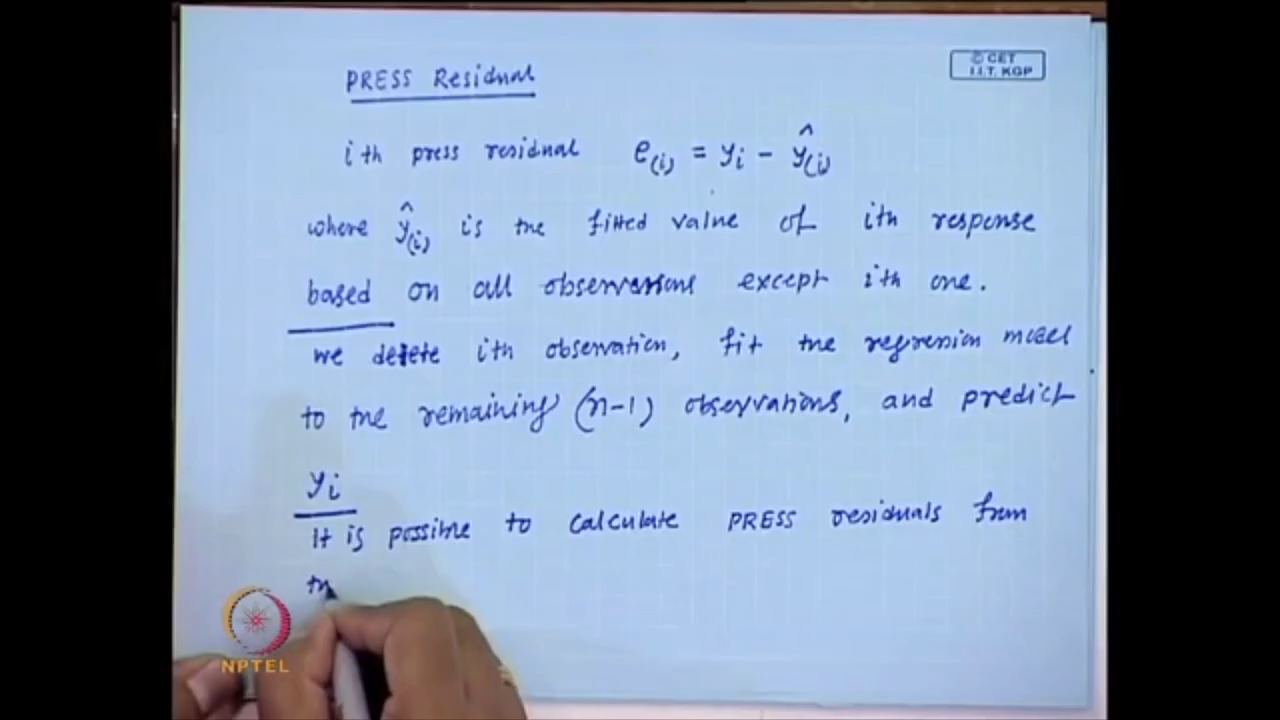 © CET
I.I.T. KGP
PRESS Residual
ith press residual e₍ᵢ₎ = yᵢ − ŷ₍ᵢ₎
where ŷ₍ᵢ₎ is the fitted value of ith response
based on all observations except ith one.
we delete ith observation, fit the regression model
to the remaining (n-1) observations, and predict
yᵢ
It is possible to calculate PRESS residuals from
th
NPTEL